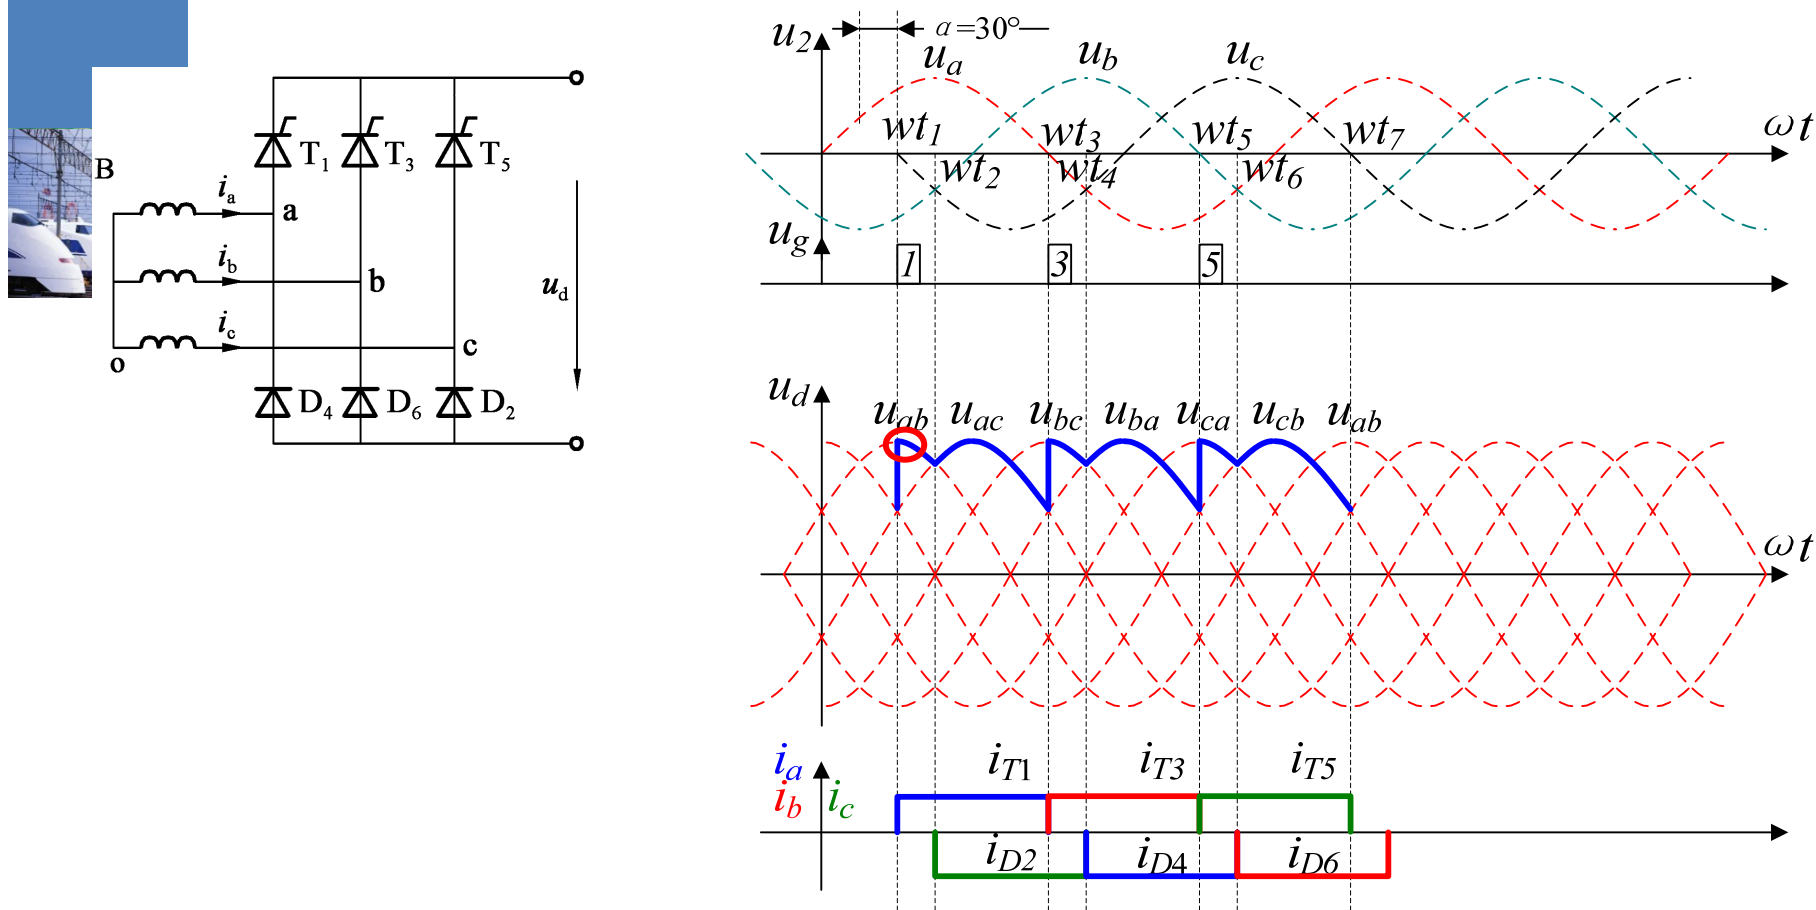 B
T1 T3 T5
ia a
ib b
ic c
o
ud
D4 D6 D2
α=30°
u2
ua ub uc
wt1 wt3 wt5 wt7
ωt
wt2 wt4 wt6
ug
1 3 5
ud
uab uac ubc uba uca ucb uab
ωt
ia
ib ic
iT1 iT3 iT5
iD2 iD4 iD6